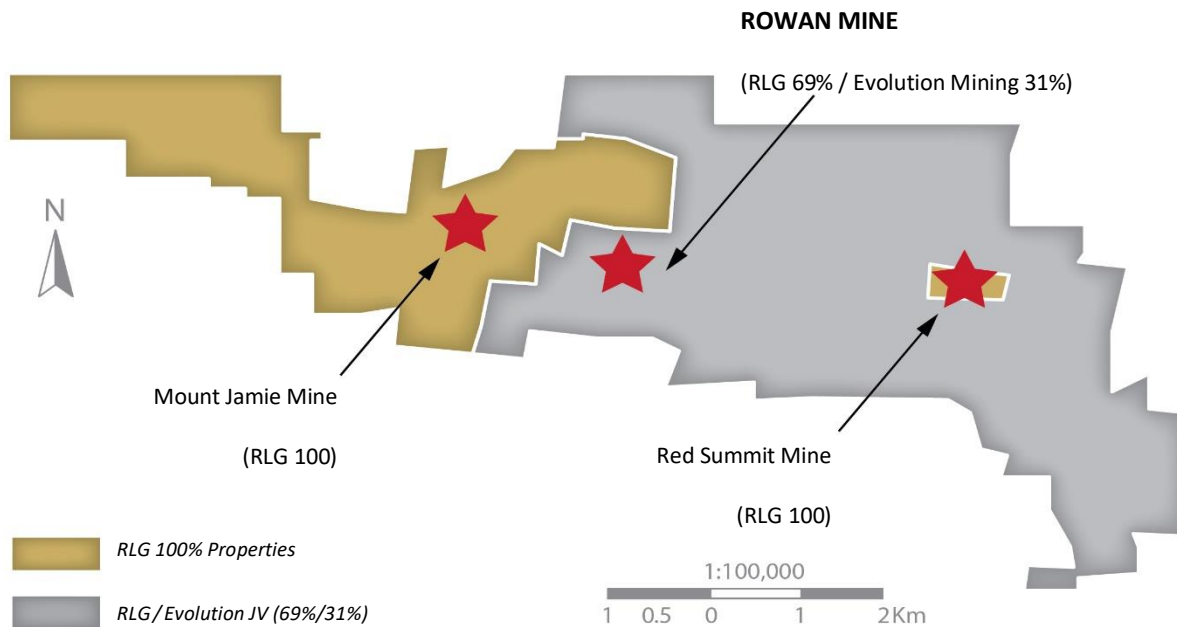 ROWAN MINE
(RLG 69% / Evolution Mining 31%)
N
Mount Jamie Mine
(RLG 100)
Red Summit Mine
(RLG 100)
RLG 100% Properties
RLG / Evolution JV (69%/31%)
1:100,000
1 0.5 0 1 2Km